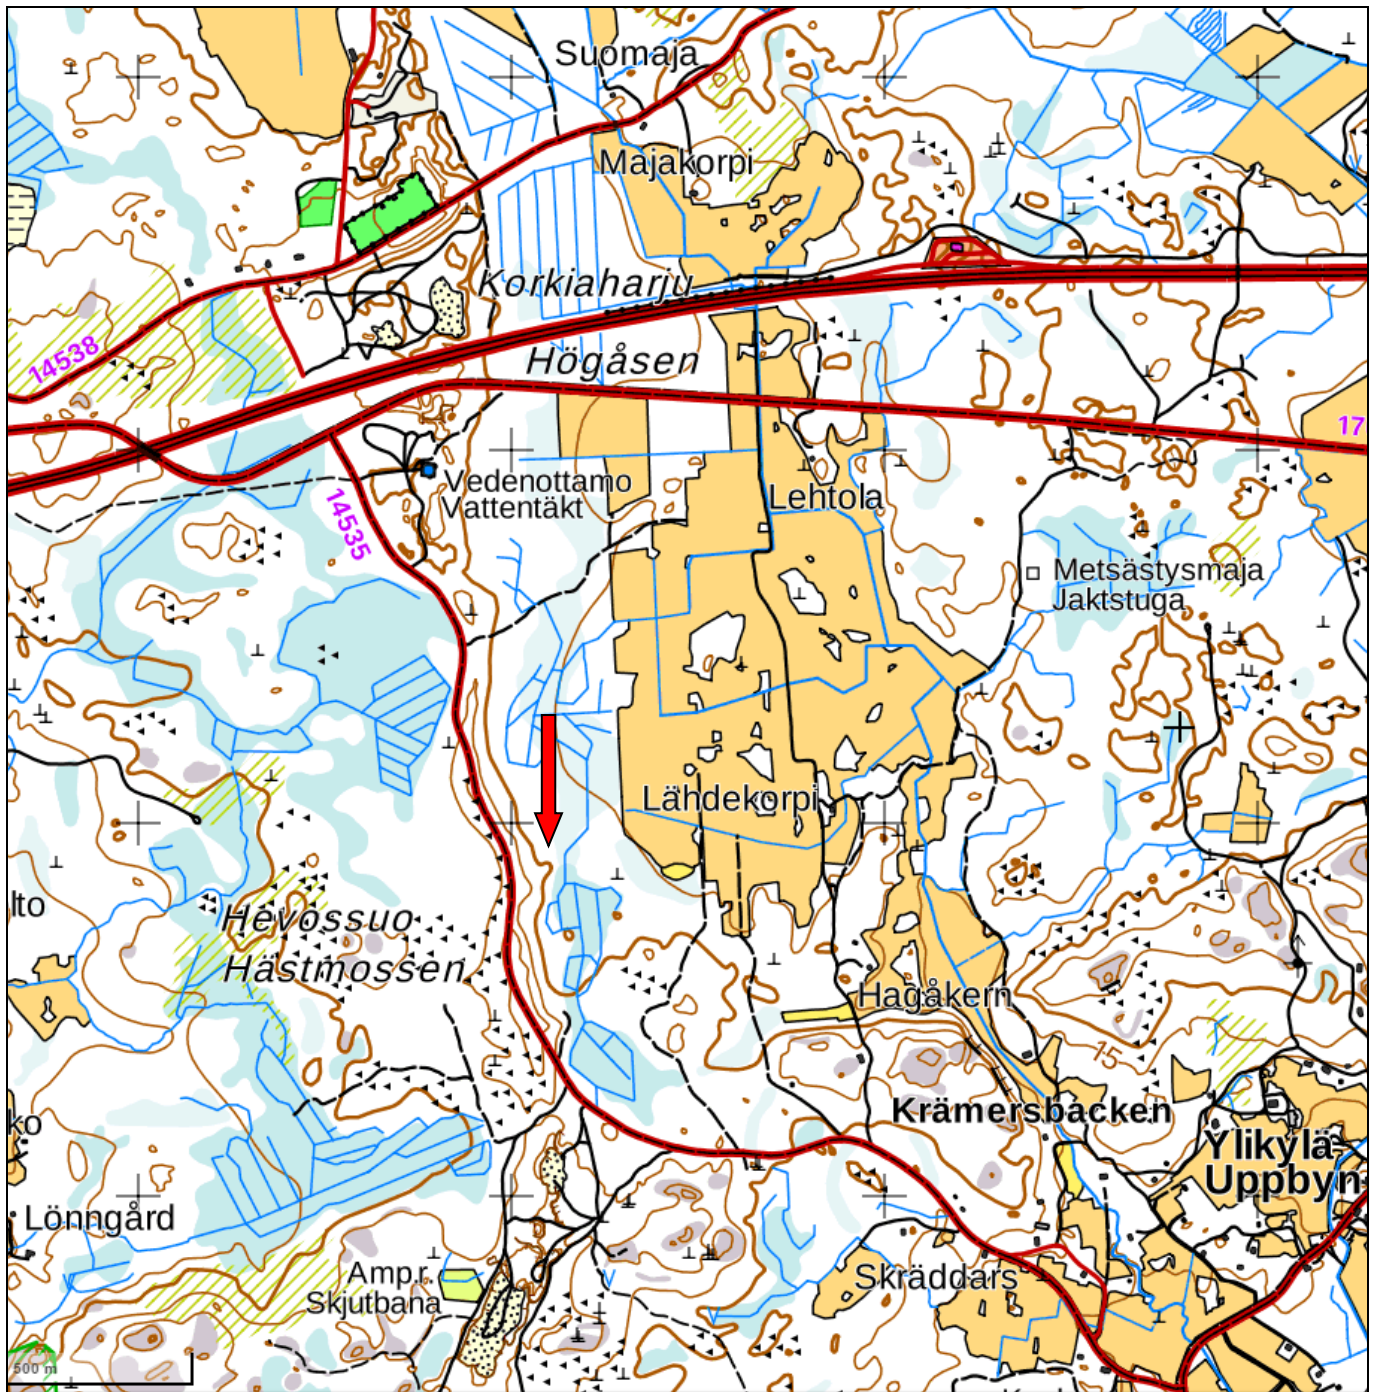 Suomaja
Majakorpi
Korkiaharju
Högåsen
14538
17
Vedenottamo
Vattentäkt
Lehtola
14535
Metsästysmaja
Jaktstuga
Lähdekorpi
lto
Hevossuo
Hästmossen
Hagåkern
15
ko
Krämersbacken
Ylikylä
Uppbyn
Lönngård
Amp.r.
Skjutbana
Skräddars
500 m